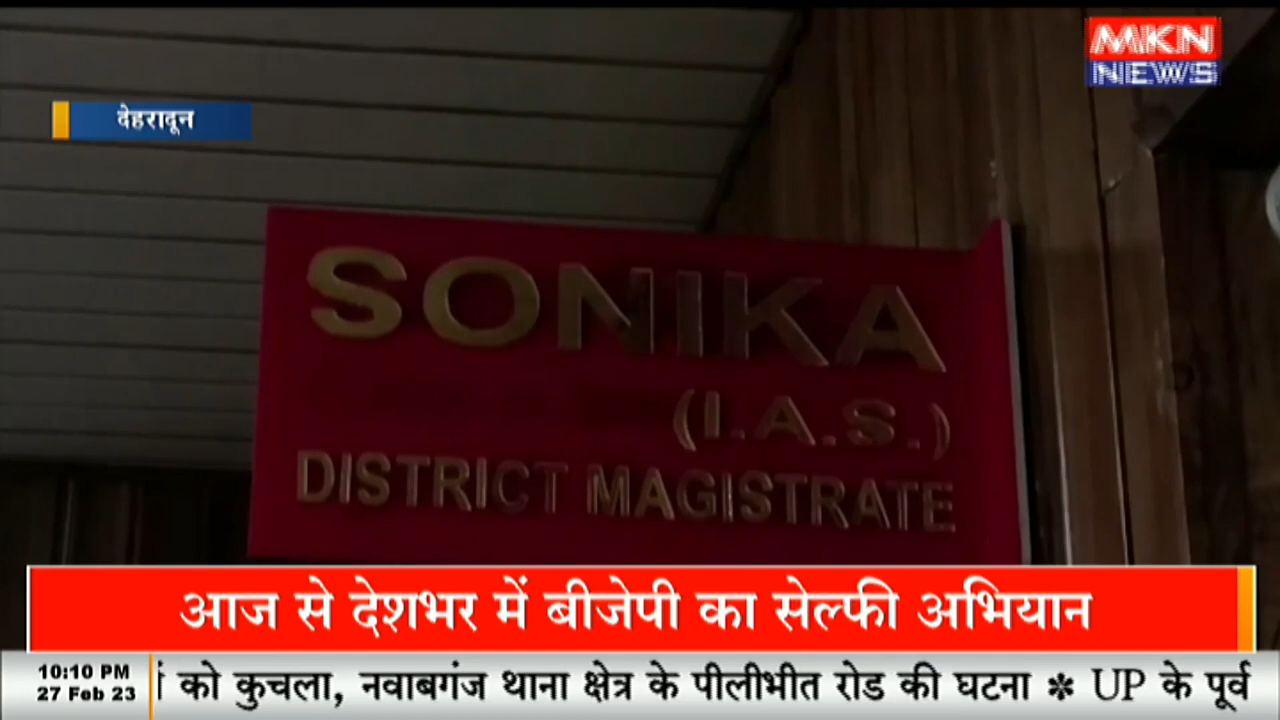 MKN
NEWS
देहरादून
SONIKA
(I.A.S.)
DISTRICT MAGISTRATE
आज से देशभर में बीजेपी का सेल्फी अभियान
10:10 PM
27 Feb 23
को कुचला, नवाबगंज थाना क्षेत्र के पीलीभीत रोड की घटना * UP के पूर्व